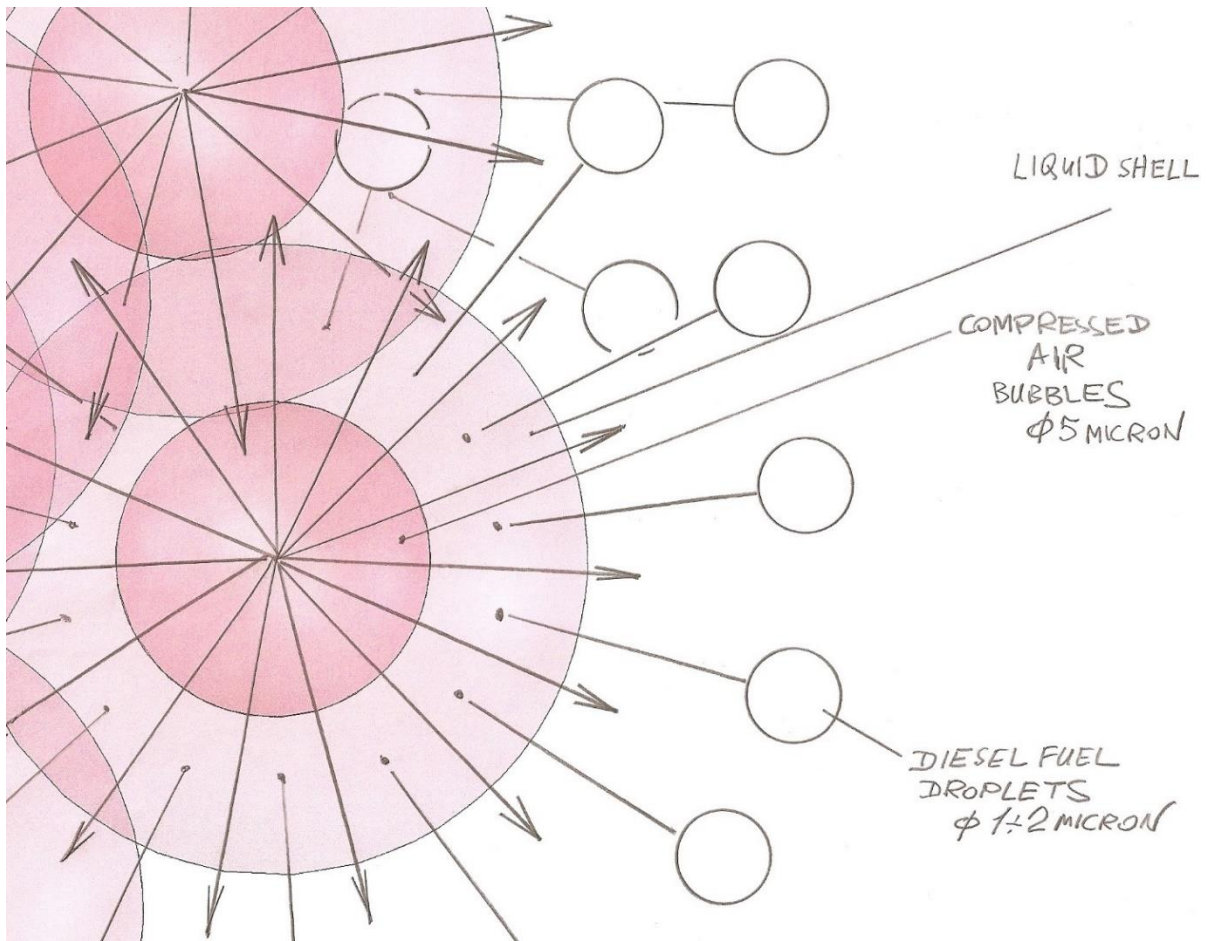 LIQUID SHELL
COMPRESSED
AIR
BUBBLES
φ5 MICRON
DIESEL FUEL
DROPLETS
φ 1÷2 MICRON